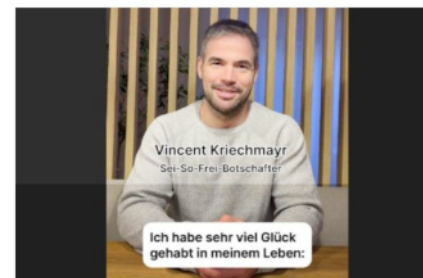 Vincent Kriechmayr
Sei-So-Frei-Botschafter
Ich habe sehr viel Glück
gehabt in meinem Leben: